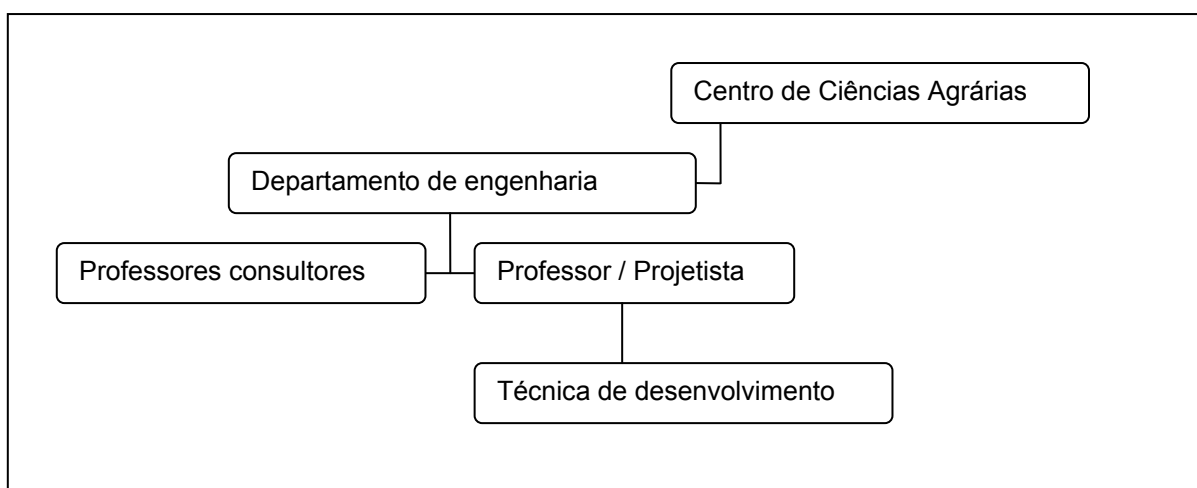 Centro de Ciências Agrárias
Departamento de engenharia
Professores consultores
Professor / Projetista
Técnica de desenvolvimento